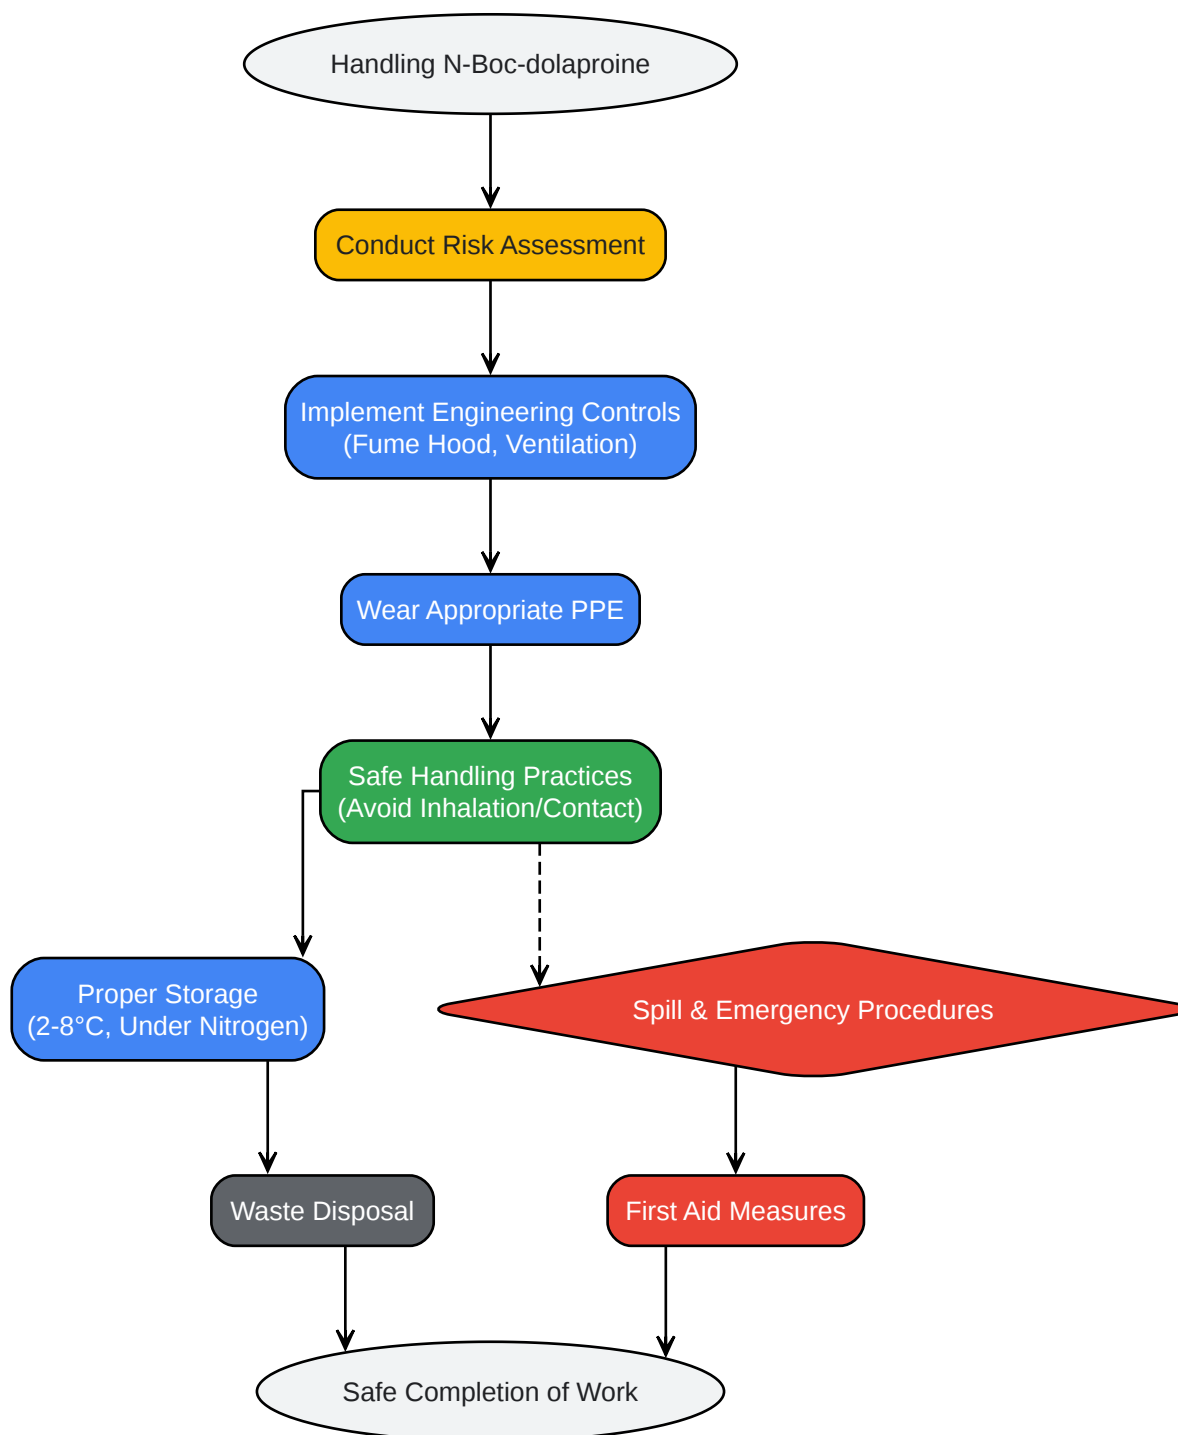 Handling N-Boc-dolaproine
Conduct Risk Assessment
Implement Engineering Controls
(Fume Hood, Ventilation)
Wear Appropriate PPE
Safe Handling Practices
(Avoid Inhalation/Contact)
Proper Storage
(2-8°C, Under Nitrogen)
Spill & Emergency Procedures
Waste Disposal
First Aid Measures
Safe Completion of Work